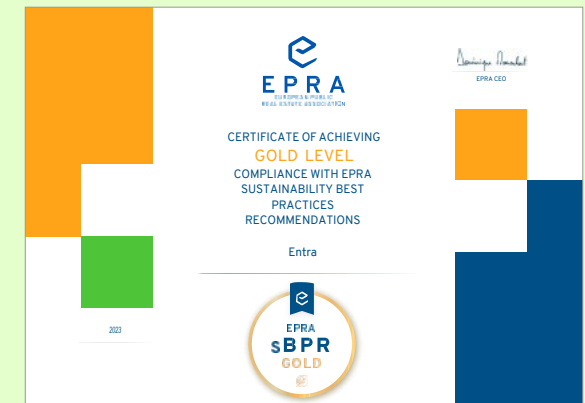 EPRA
EUROPEAN PUBLIC
REAL ESTATE ASSOCIATION
EPRA CEO
CERTIFICATE OF ACHIEVING
GOLD LEVEL
COMPLIANCE WITH EPRA
SUSTAINABILITY BEST
PRACTICES
RECOMMENDATIONS
Entra
2023
EPRA
sBPR
GOLD